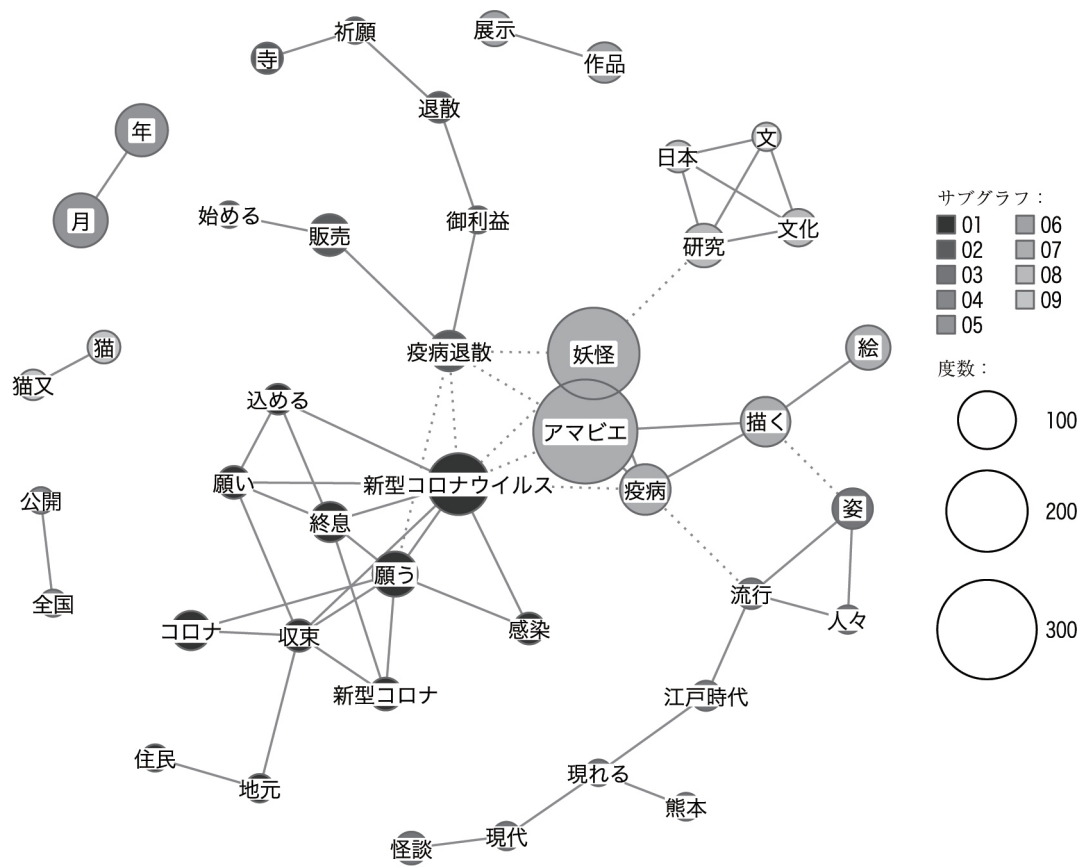 祈願
寺
展示
作品
退散
年
月
日本
文
文化
研究
始める
販売
御利益
疫病退散
妖怪
アマビエ
絵
描く
猫
猫又
込める
願い
新型コロナウイルス
疫病
終息
姿
公開
全国
願う
流行
人々
コロナ
収束
感染
新型コロナ
江戸時代
住民
地元
現れる
熊本
現代
怪談
サブグラフ：
01 06
02 07
03 08
04 09
05
度数：
100
200
300